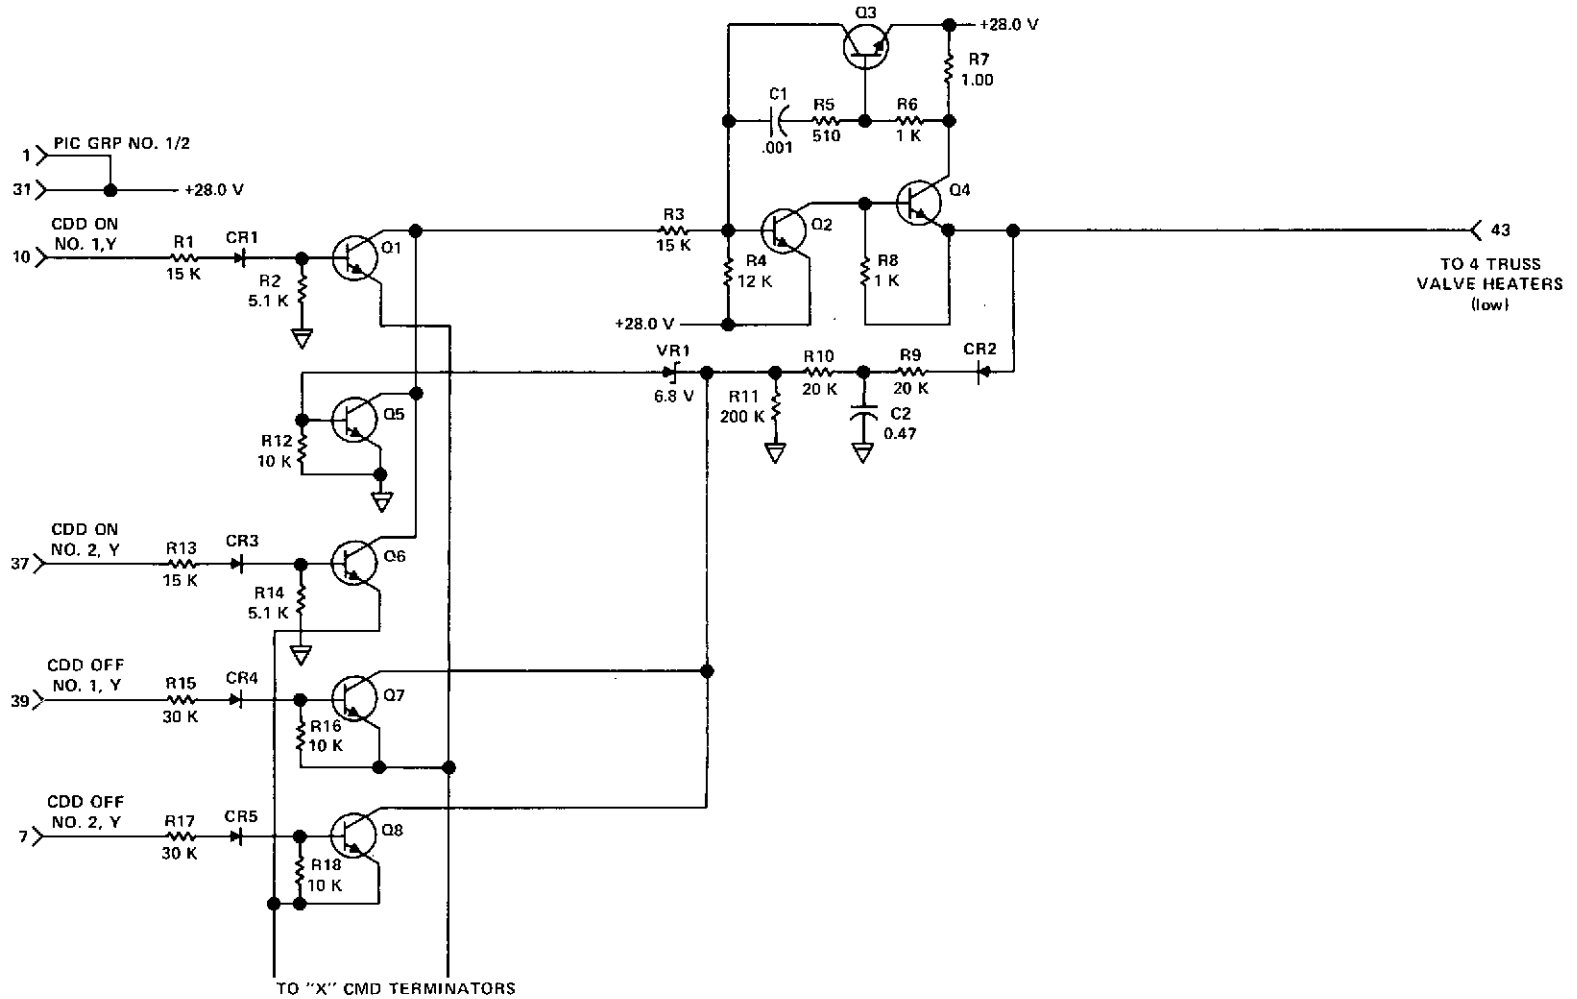 Q3
+28.0 V
R7
1.00
C1
.001
R5
510
R6
1 K
1 PIC GRP NO. 1/2
31 +28.0 V
CDD ON
NO. 1,Y
10
R1
15 K
CR1
R2
5.1 K
Q1
R3
15 K
R4
12 K
Q2
Q4
R8
1 K
+28.0 V
43
TO 4 TRUSS
VALVE HEATERS
(low)
VR1
6.8 V
R10
20 K
R9
20 K
CR2
R11
200 K
C2
0.47
Q5
R12
10 K
CDD ON
NO. 2, Y
37
R13
15 K
CR3
R14
5.1 K
Q6
CDD OFF
NO. 1, Y
39
R15
30 K
CR4
R16
10 K
Q7
CDD OFF
NO. 2, Y
7
R17
30 K
CR5
R18
10 K
Q8
TO "X" CMD TERMINATORS